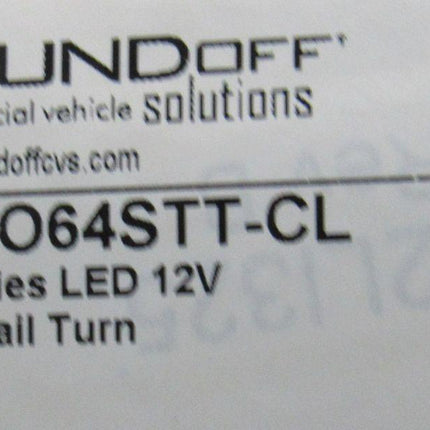 UNDOFF
cial vehicle solutions
doffcvs.com
O64STT-CL
ies LED 12V
ail Turn